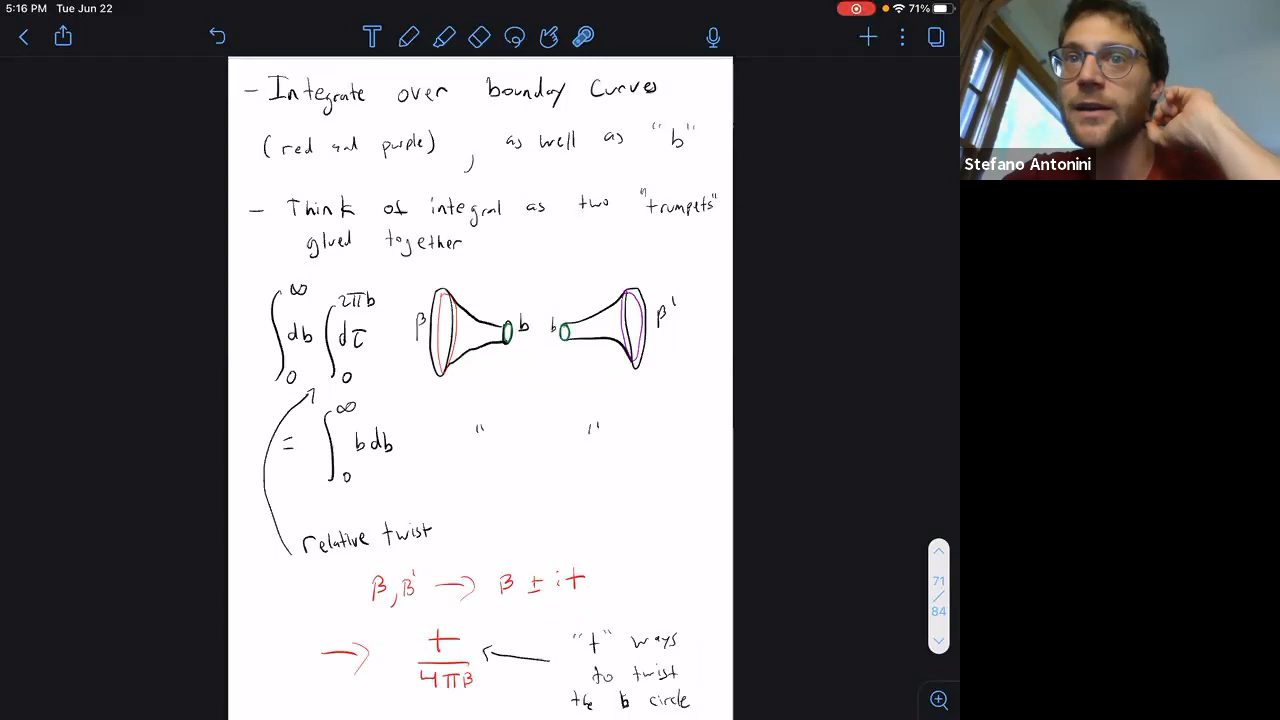 5:16 PM Tue Jun 22
71%
- Integrate over bounday Curves
(red and purple), as well as "b"
- Think of integral as two "trumpets"
glued together
∫₀^∞ db ∫₀^2πb dτ β b b β'
= ∫₀^∞ b db " "
relative twist
β, β' → β ± it
→ t/4πβ ← "t" ways
to twist
the b circle
71
/
84
Stefano Antonini